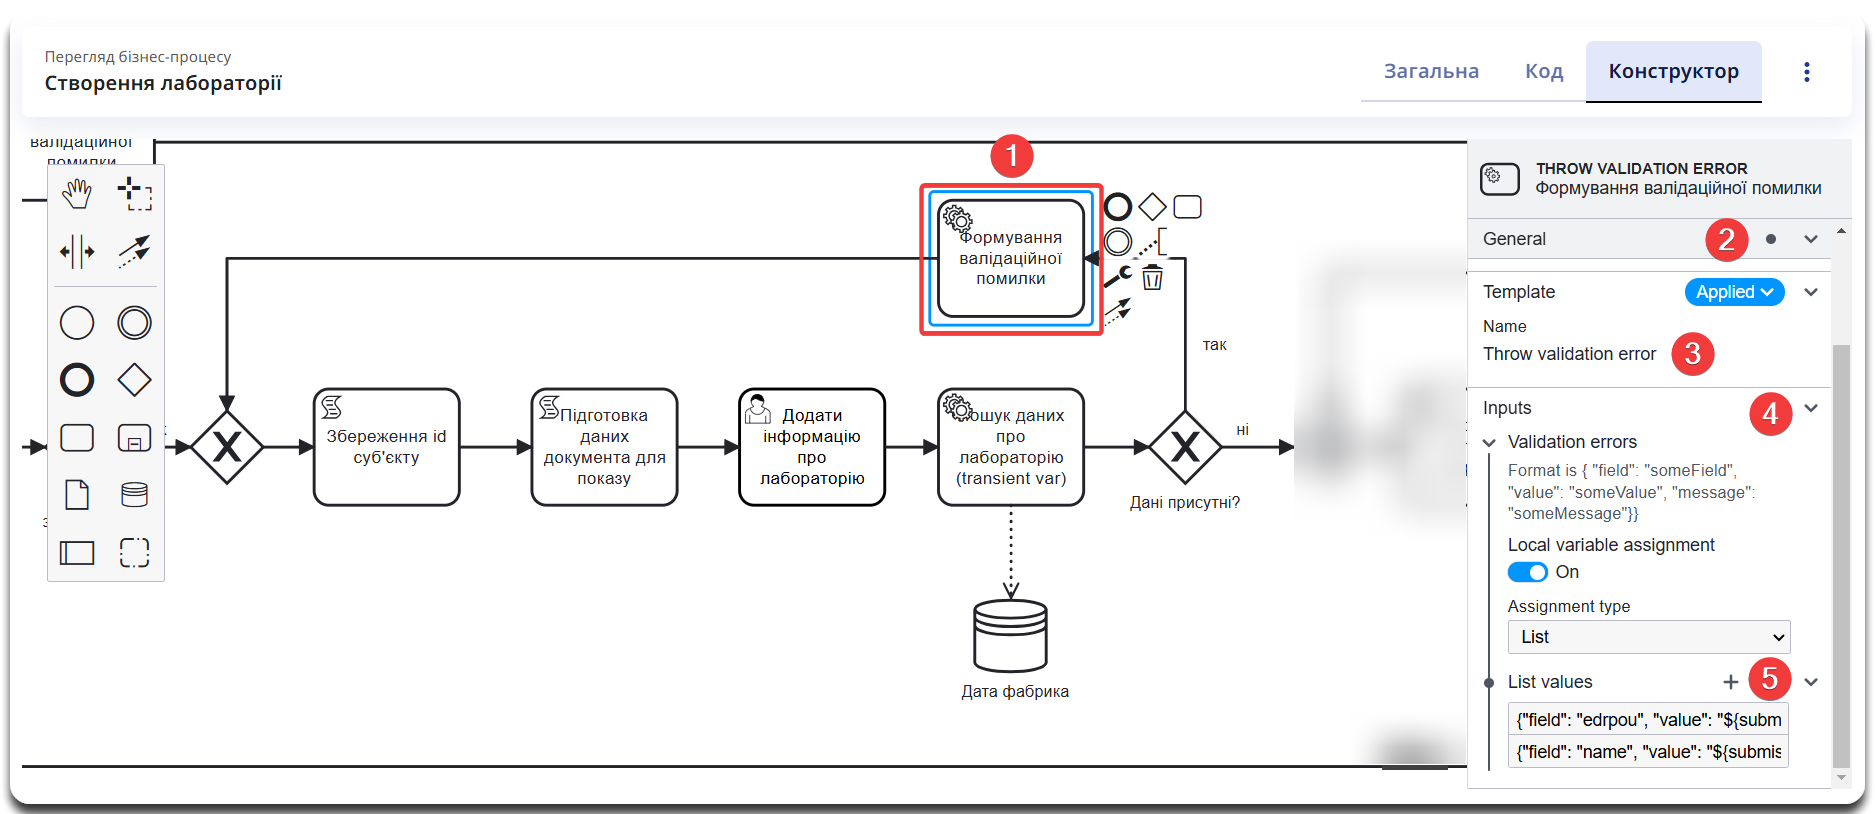 Перегляд бізнес-процесу
Створення лабораторії
Загальна
Код
Конструктор
валідаційної
помилки
1
Формування
валідаційної
помилки
так
Збереження id
суб'єкту
Підготовка
даних
документа для
показу
Додати
інформацію
про
лабораторію
ошук даних
про
лабораторію
(transient var)
ні
Дані присутні?
Дата фабрика
THROW VALIDATION ERROR
Формування валідаційної помилки
General
2
Template
Applied
Name
Throw validation error
3
Inputs
4
Validation errors
Format is { "field": "someField",
"value": "someValue", "message":
"someMessage"}}
Local variable assignment
On
Assignment type
List
List values
5
{"field": "edrpou", "value": "${subm
{"field": "name", "value": "${submis